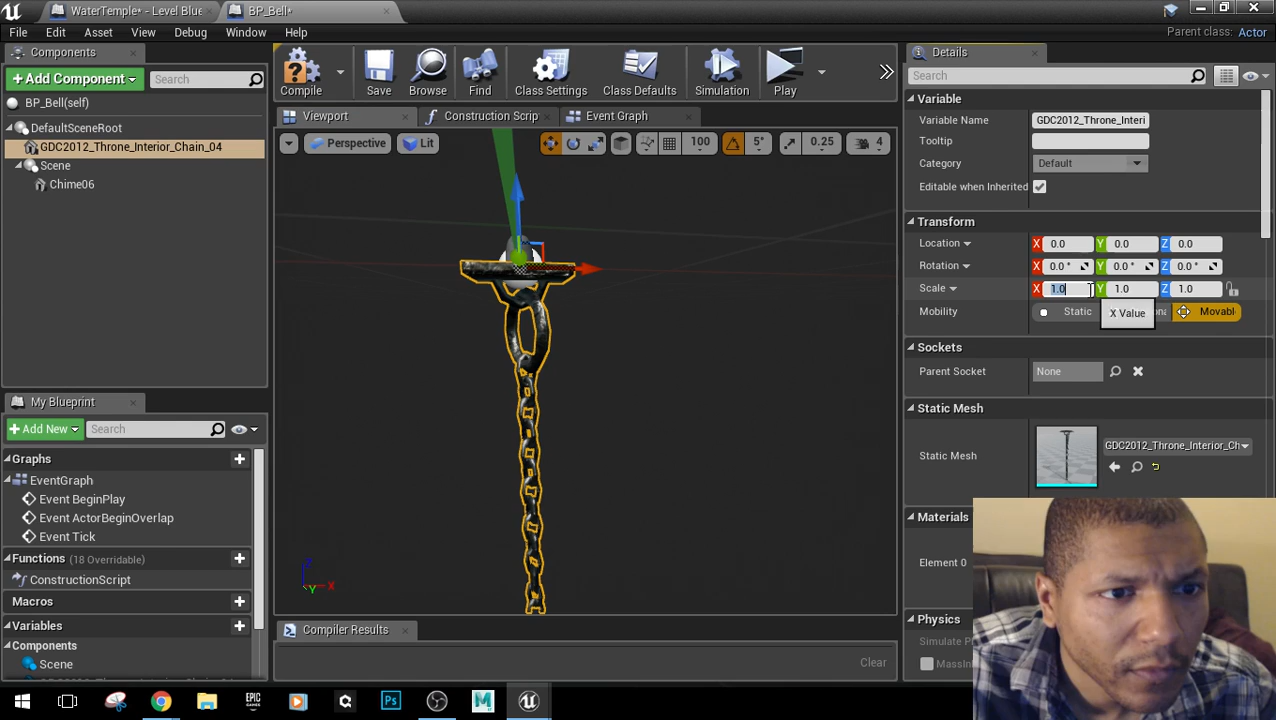 WaterTemple* - Level Blue
BP_Bell*
File Edit Asset View Debug Window Help
Parent class: Actor
Components
+Add Component
Search
BP_Bell(self)
DefaultSceneRoot
GDC2012_Throne_Interior_Chain_04
Scene
Chime06
My Blueprint
+Add New
Search
Graphs
EventGraph
Event BeginPlay
Event ActorBeginOverlap
Event Tick
Functions (18 Overridable)
ConstructionScript
Macros
Variables
Components
Scene
Compile Save Browse Find Class Settings Class Defaults Simulation Play
Viewport
Construction Scrip
Event Graph
Perspective Lit
100 5° 0.25 4
Z X Y
Compiler Results
Clear
Details
Search
Variable
Variable Name GDC2012_Throne_Interi
Tooltip
Category Default
Editable when Inherited
Transform
Location X 0.0 Y 0.0 Z 0.0
Rotation X 0.0° Y 0.0° Z 0.0°
Scale X 1.0 Y 1.0 Z 1.0
Mobility Static Movabl
X Value
Sockets
Parent Socket None
Static Mesh
Static Mesh GDC2012_Throne_Interior_Ch
Materials
Element 0
Physics
Simulate P
MassIn
EPIC GAMES
Ps
M